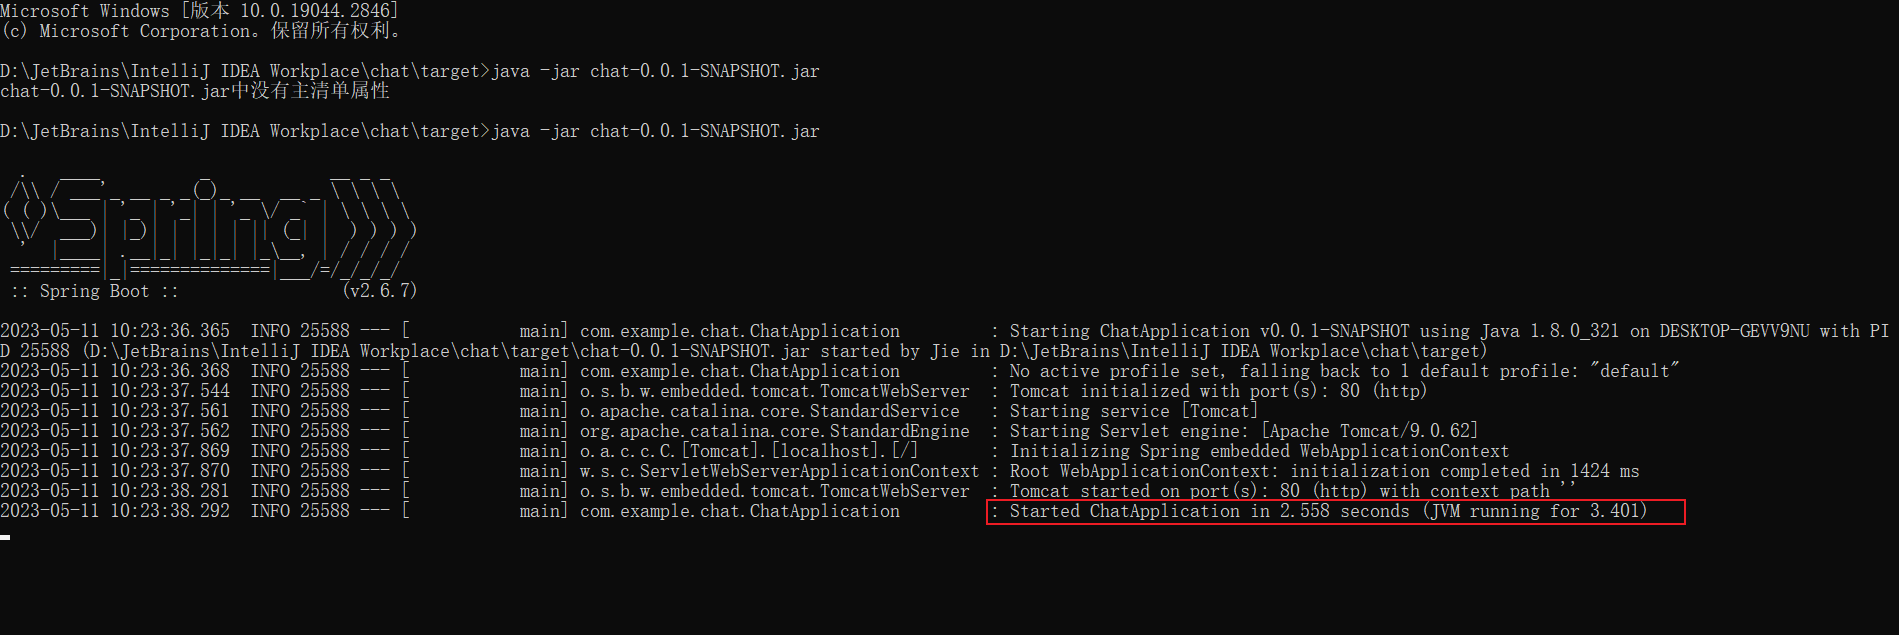 Microsoft Windows [版本 10.0.19044.2846]
(c) Microsoft Corporation。保留所有权利。
D:\JetBrains\IntelliJ IDEA Workplace\chat\target>java -jar chat-0.0.1-SNAPSHOT.jar
chat-0.0.1-SNAPSHOT.jar中没有主清单属性
D:\JetBrains\IntelliJ IDEA Workplace\chat\target>java -jar chat-0.0.1-SNAPSHOT.jar
  .   ____          _            __ _ _
 /\\ / ___'_ __ _ _(_)_ __  __ _ \ \ \ \
( ( )\___ | '_ | '_| | '_ \/ _` | \ \ \ \
 \\/  ___)| |_)| | | | | || (_| |  ) ) ) )
  '  |____| .__|_| |_|_| |_\__, | / / / /
 =========|_|==============|___/=/_/_/_/
 :: Spring Boot ::                (v2.6.7)
2023-05-11 10:23:36.365  INFO 25588 --- [           main] com.example.chat.ChatApplication         : Starting ChatApplication v0.0.1-SNAPSHOT using Java 1.8.0_321 on DESKTOP-GEVV9NU with PI
D 25588 (D:\JetBrains\IntelliJ IDEA Workplace\chat\target\chat-0.0.1-SNAPSHOT.jar started by Jie in D:\JetBrains\IntelliJ IDEA Workplace\chat\target)
2023-05-11 10:23:36.368  INFO 25588 --- [           main] com.example.chat.ChatApplication         : No active profile set, falling back to 1 default profile: "default"
2023-05-11 10:23:37.544  INFO 25588 --- [           main] o.s.b.w.embedded.tomcat.TomcatWebServer  : Tomcat initialized with port(s): 80 (http)
2023-05-11 10:23:37.561  INFO 25588 --- [           main] o.apache.catalina.core.StandardService   : Starting service [Tomcat]
2023-05-11 10:23:37.562  INFO 25588 --- [           main] org.apache.catalina.core.StandardEngine  : Starting Servlet engine: [Apache Tomcat/9.0.62]
2023-05-11 10:23:37.869  INFO 25588 --- [           main] o.a.c.c.C.[Tomcat].[localhost].[/]       : Initializing Spring embedded WebApplicationContext
2023-05-11 10:23:37.870  INFO 25588 --- [           main] w.s.c.ServletWebServerApplicationContext : Root WebApplicationContext: initialization completed in 1424 ms
2023-05-11 10:23:38.281  INFO 25588 --- [           main] o.s.b.w.embedded.tomcat.TomcatWebServer  : Tomcat started on port(s): 80 (http) with context path ''
2023-05-11 10:23:38.292  INFO 25588 --- [           main] com.example.chat.ChatApplication         : Started ChatApplication in 2.558 seconds (JVM running for 3.401)